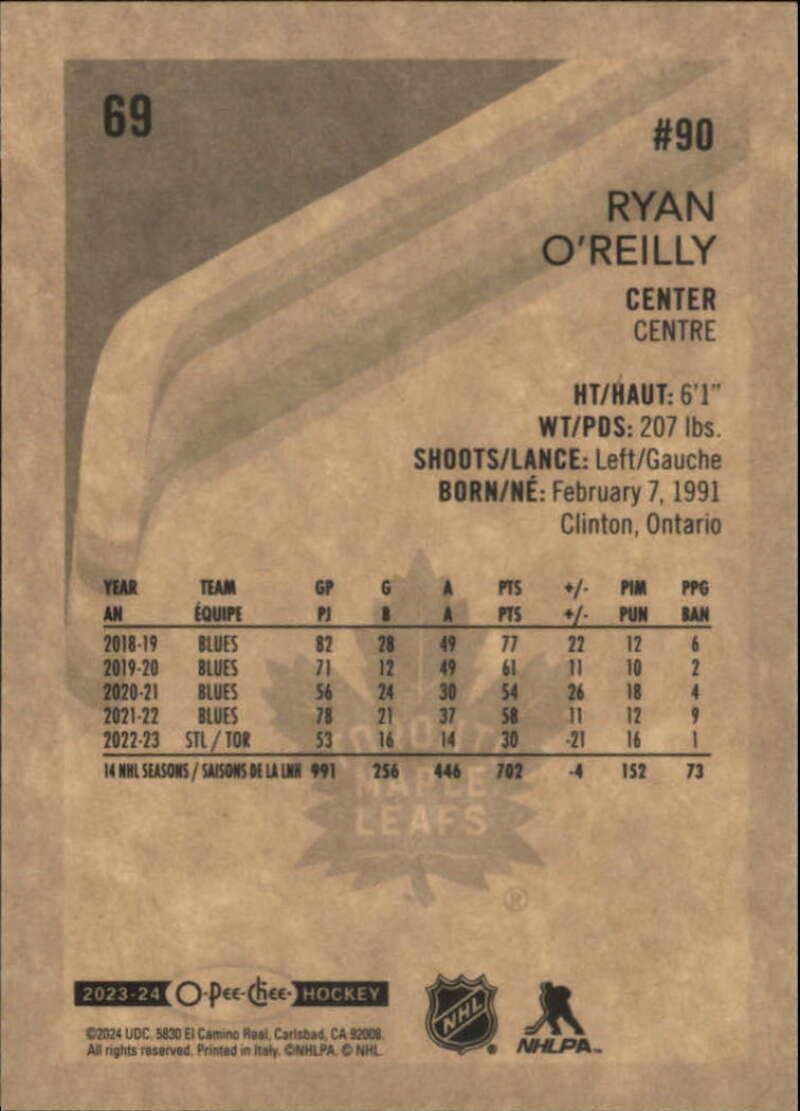 69
#90
RYAN
O'REILLY
CENTER
CENTRE
HT/HAUT: 6'1"
WT/PDS: 207 lbs.
SHOOTS/LANCE: Left/Gauche
BORN/NÉ: February 7, 1991
Clinton, Ontario
YEAR TEAM GP G A PTS +/- PIM PPG
AN ÉQUIPE PJ B A PTS +/- PUN BAN
2018-19 BLUES 82 28 49 77 22 12 6
2019-20 BLUES 71 12 49 61 11 10 2
2020-21 BLUES 56 24 30 54 26 18 4
2021-22 BLUES 78 21 37 58 11 12 9
2022-23 STL / TOR 53 16 14 30 -21 16 1
14 NHL SEASONS / SAISONS DE LA LNH 991 256 446 702 -4 152 73
TORONTO
MAPLE
LEAFS
®
2023-24 O-Pee-Chee HOCKEY
©2024 UDC. 5830 El Camino Real, Carlsbad, CA 92008.
All rights reserved. Printed in Italy. ©NHLPA. © NHL.
NHL
NHLPA™